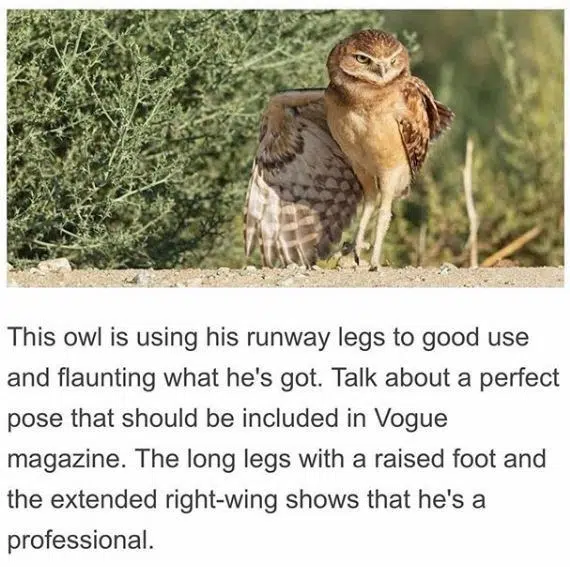 This owl is using his runway legs to good use
and flaunting what he's got. Talk about a perfect
pose that should be included in Vogue
magazine. The long legs with a raised foot and
the extended right-wing shows that he's a
professional.